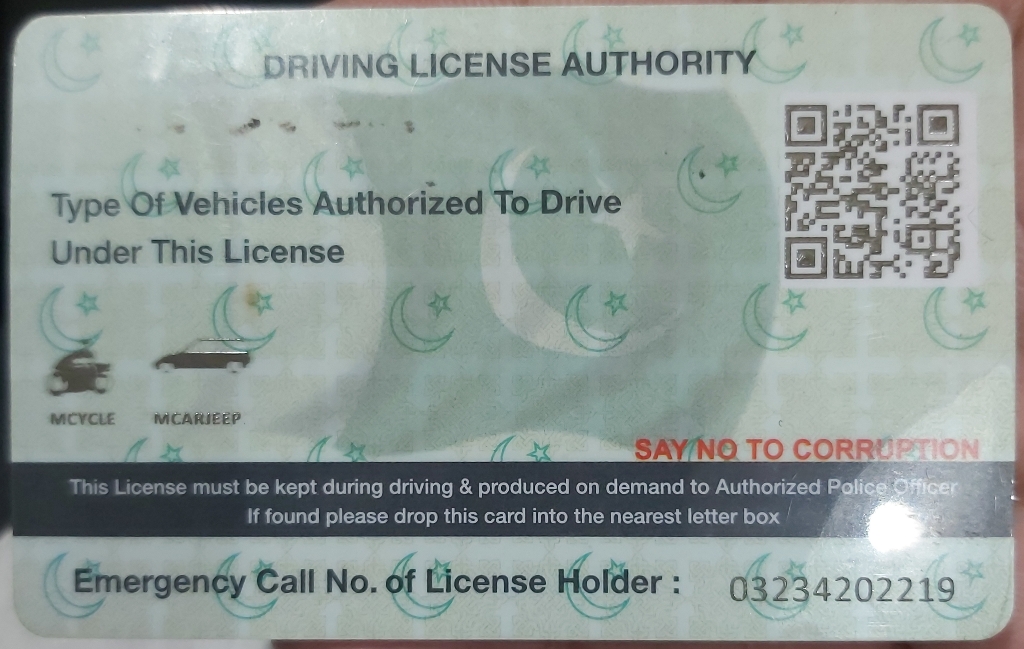 DRIVING LICENSE AUTHORITY
Type Of Vehicles Authorized To Drive
Under This License
MCYCLE MCARJEEP
SAY NO TO CORRUPTION
This License must be kept during driving & produced on demand to Authorized Police Officer
If found please drop this card into the nearest letter box
Emergency Call No. of License Holder : 03234202219